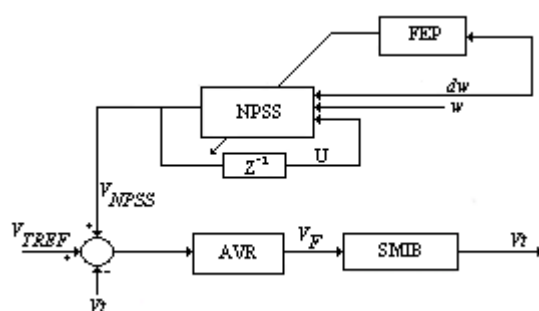 FEP
dw
w
NPSS
U
Z⁻¹
V_NPSS
+
V_TREF
+
-
AVR
V_F
SMIB
Vt
Vt